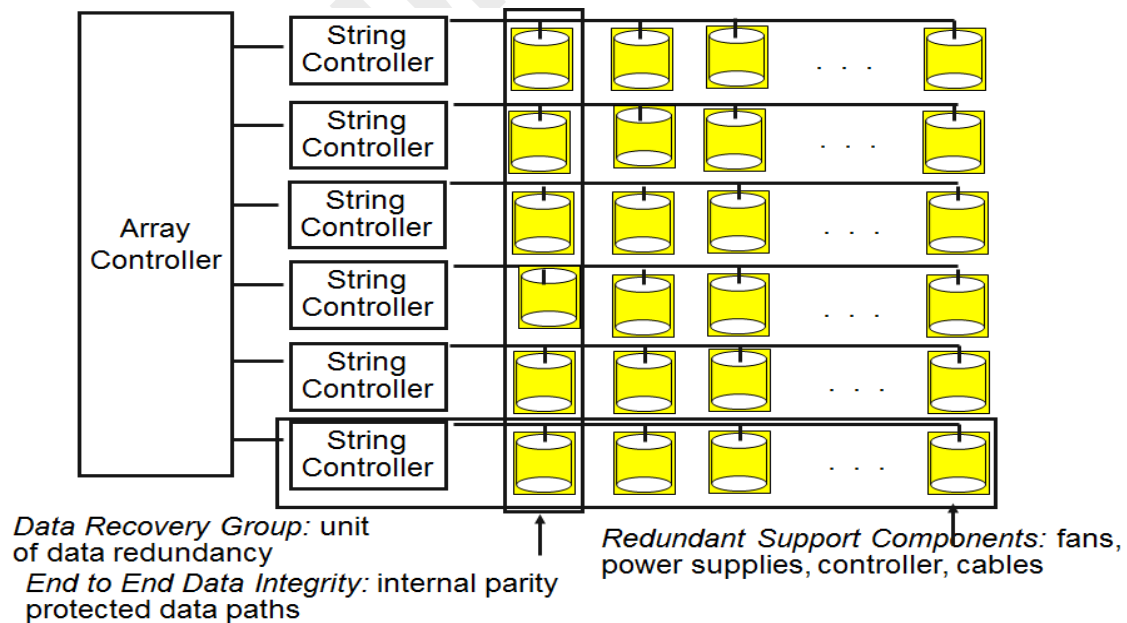 String
Controller
. . .
String
Controller
. . .
String
Controller
. . .
Array
Controller
String
Controller
. . .
String
Controller
. . .
String
Controller
. . .
Data Recovery Group: unit
of data redundancy
Redundant Support Components: fans,
power supplies, controller, cables
End to End Data Integrity: internal parity
protected data paths